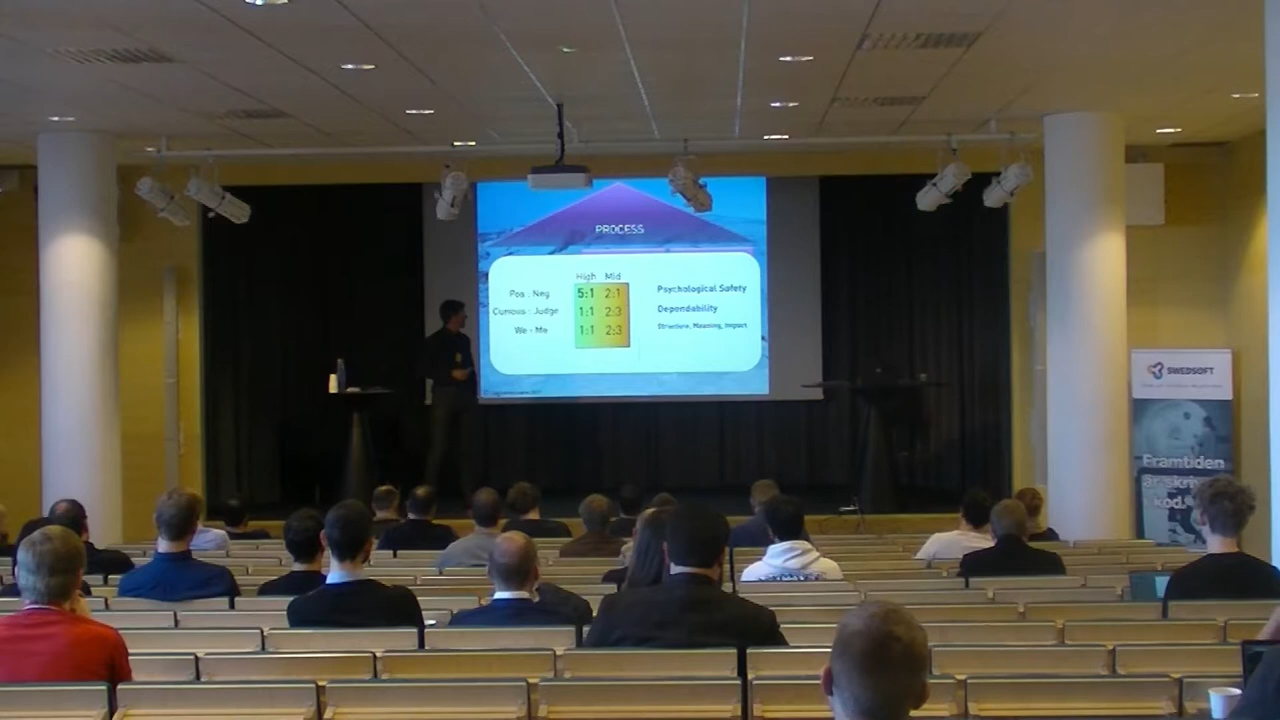 PROCESS
High Mid
Pos : Neg 5:1 2:1
Curious : Judge 1:1 2:3
We - Me 1:1 2:3
Psychological Safety
Dependability
Structure, Meaning, Impact
SWEDSOFT
Framtiden
är skriv
kod.